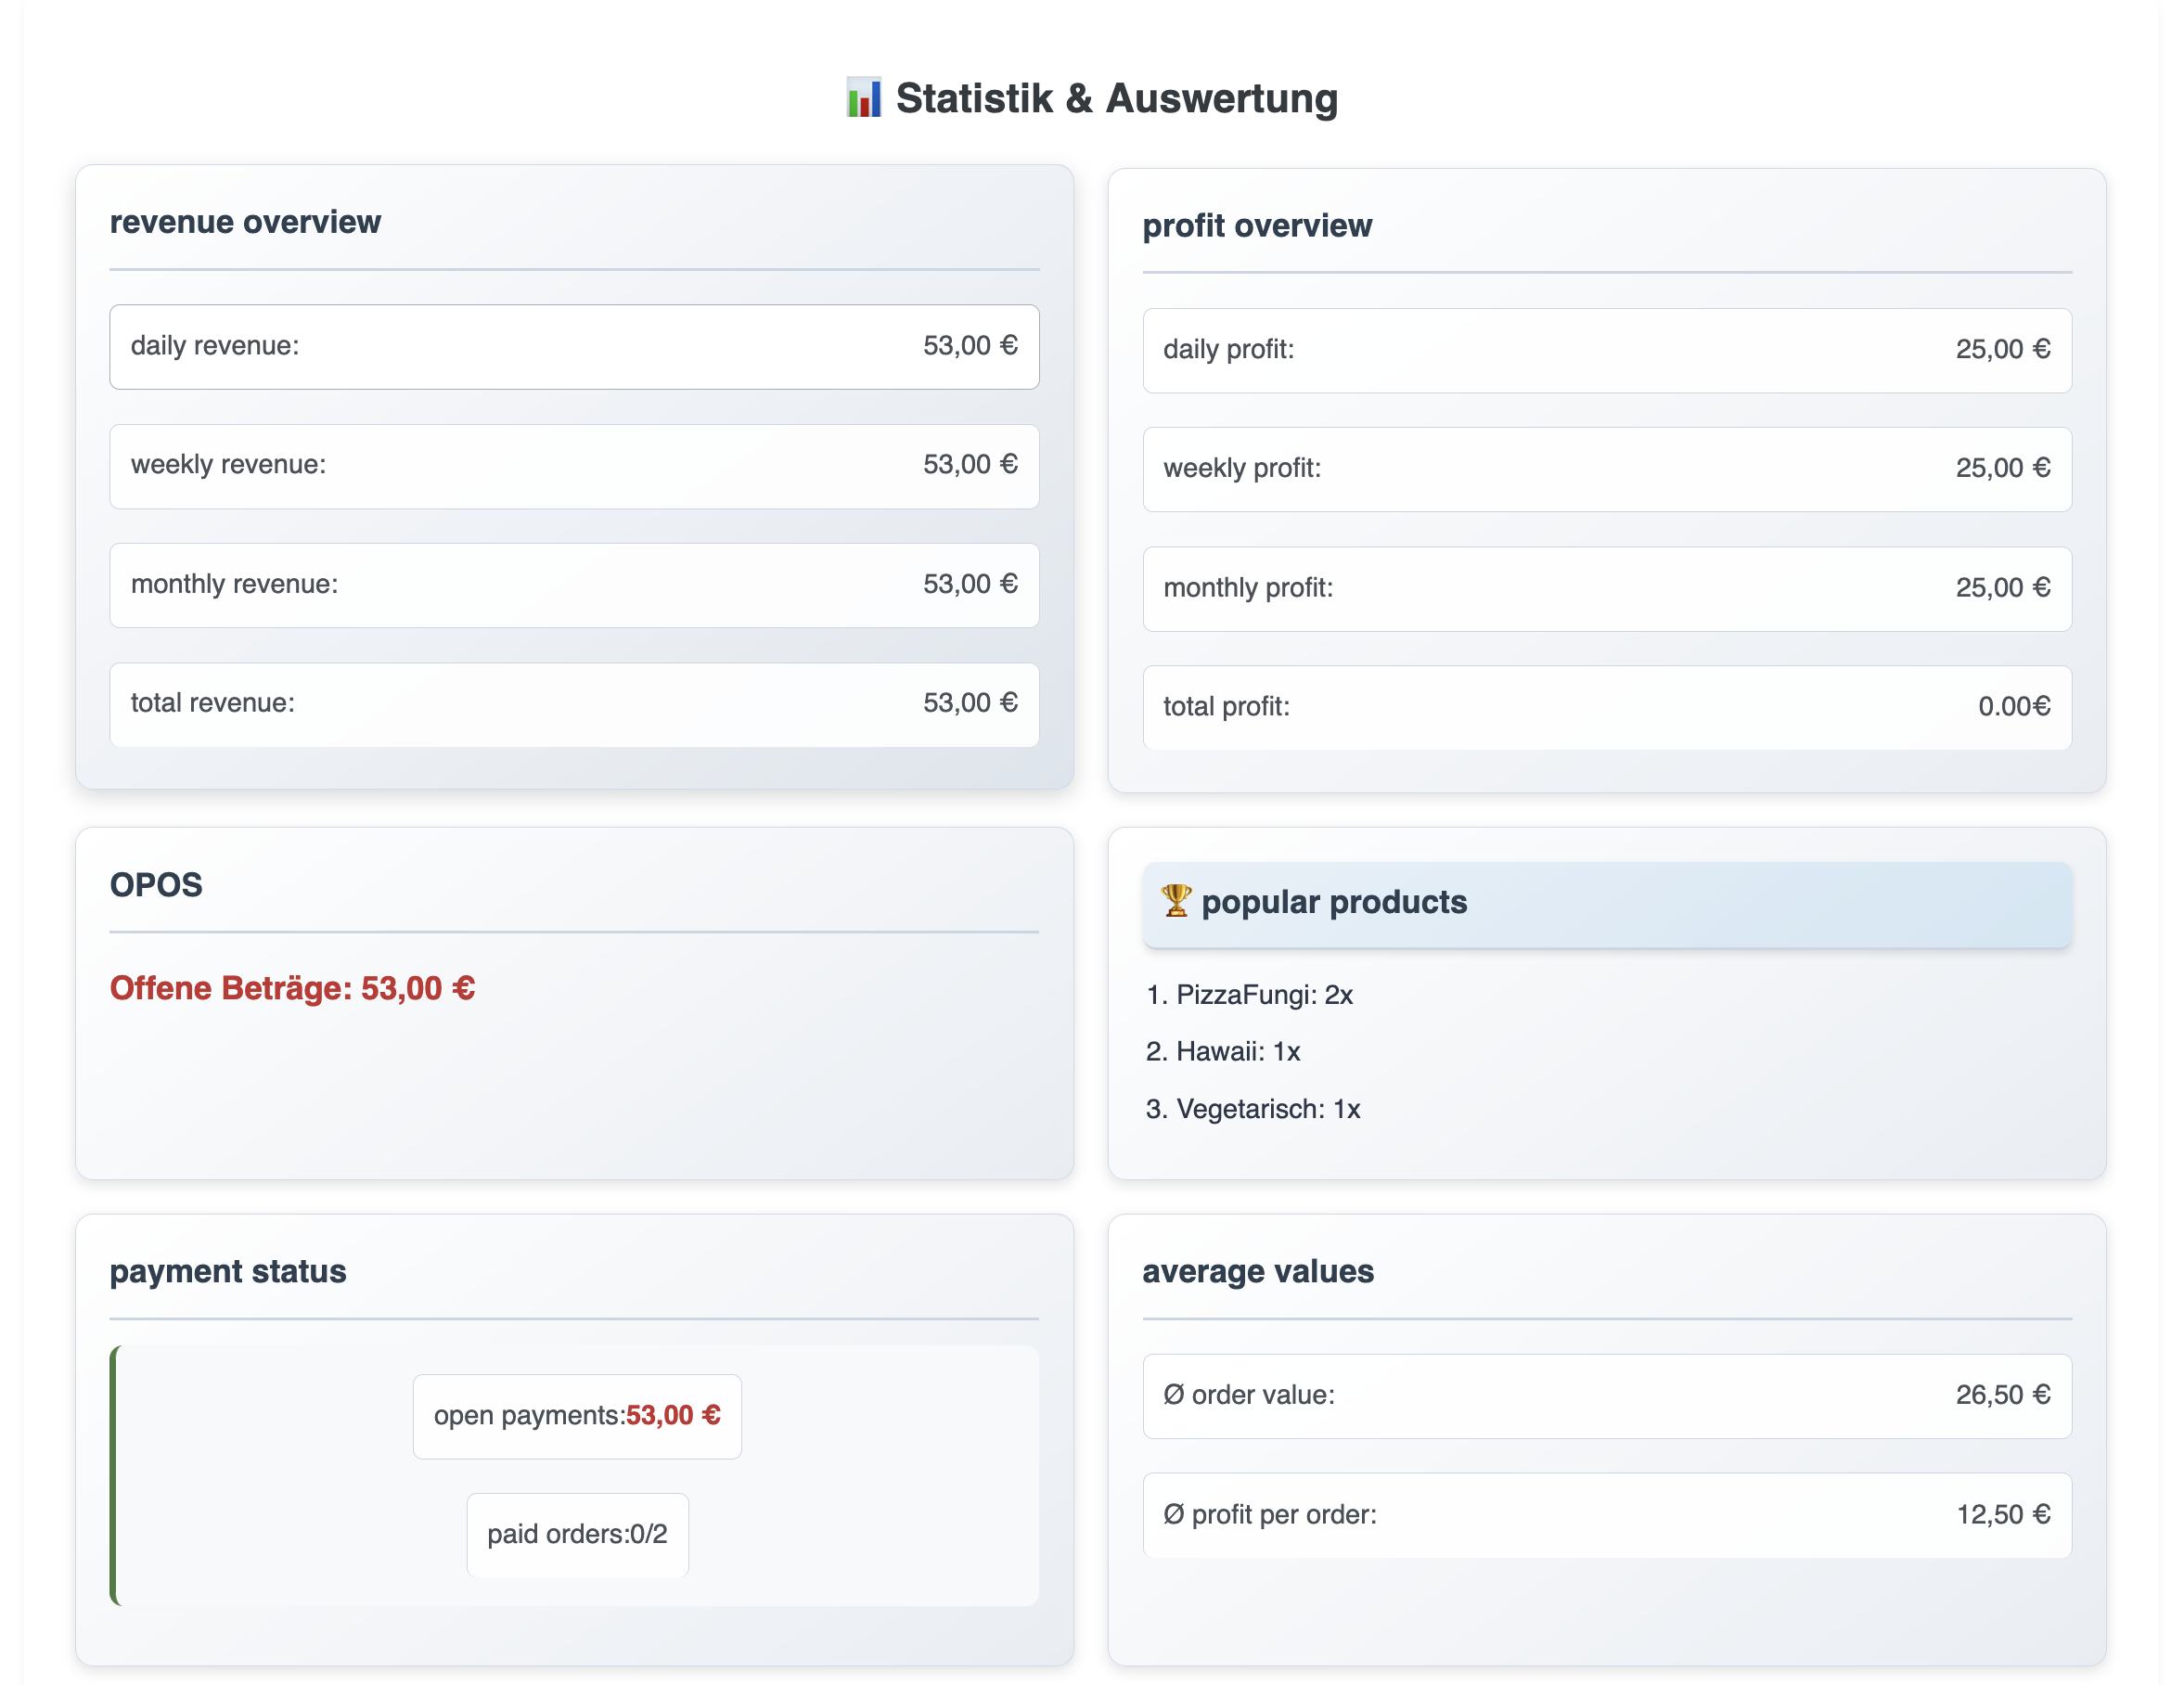 📊 Statistik & Auswertung
revenue overview
daily revenue: 53,00 €
weekly revenue: 53,00 €
monthly revenue: 53,00 €
total revenue: 53,00 €
profit overview
daily profit: 25,00 €
weekly profit: 25,00 €
monthly profit: 25,00 €
total profit: 0.00€
OPOS
Offene Beträge: 53,00 €
🏆 popular products
1. PizzaFungi: 2x
2. Hawaii: 1x
3. Vegetarisch: 1x
payment status
open payments:53,00 €
paid orders:0/2
average values
Ø order value: 26,50 €
Ø profit per order: 12,50 €